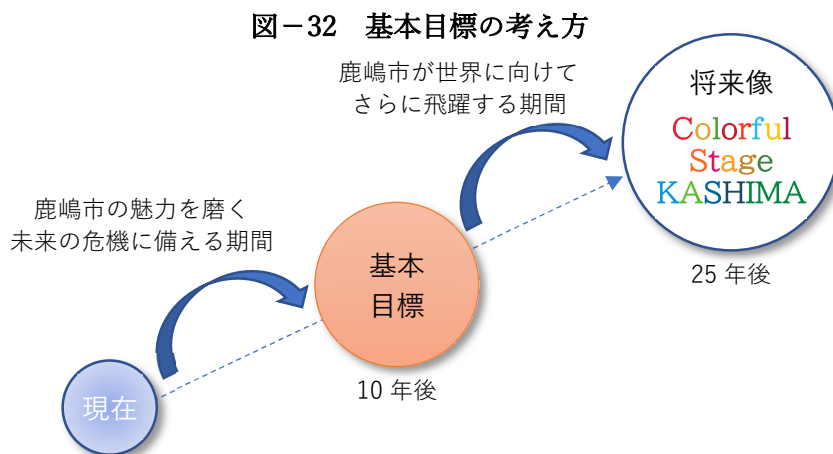 図－32　基本目標の考え方
鹿嶋市が世界に向けて
さらに飛躍する期間
将来像
Colorful
Stage
KASHIMA
25 年後
鹿嶋市の魅力を磨く
未来の危機に備える期間
基本
目標
10 年後
現在